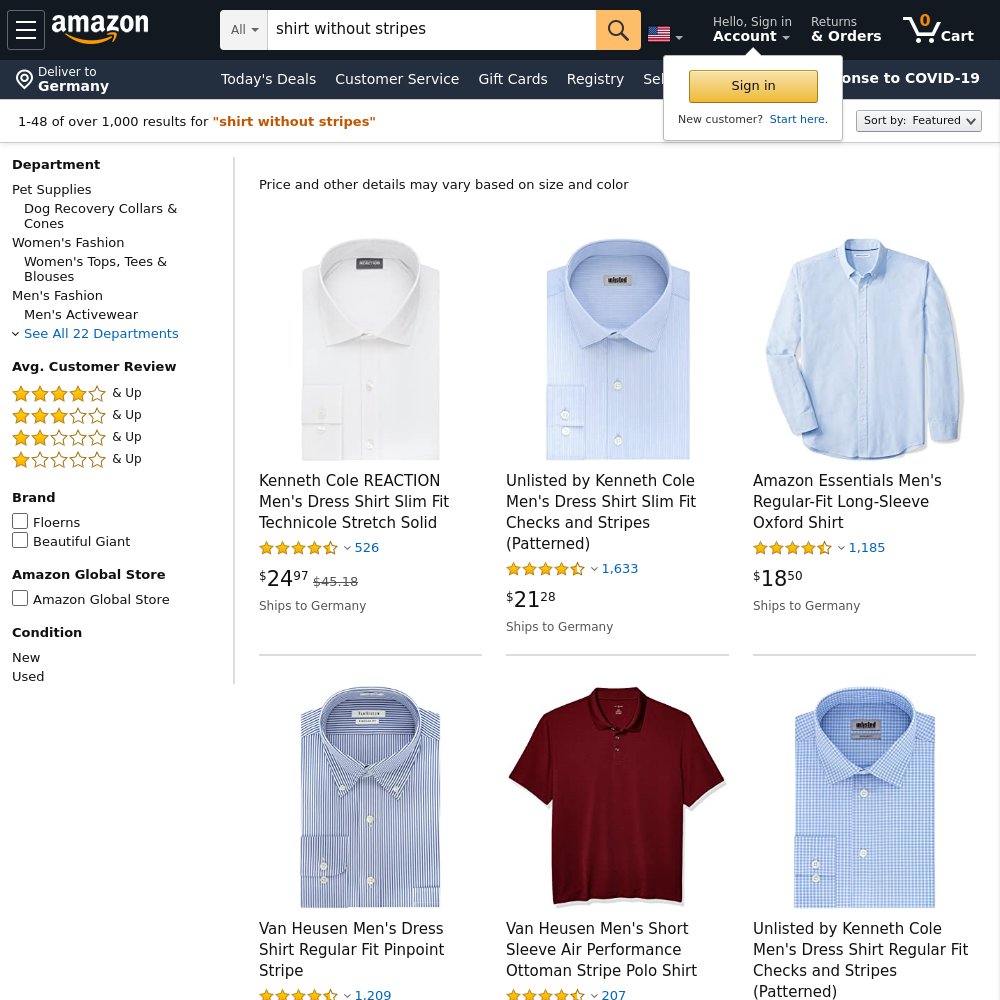 amazon
All
shirt without stripes
Hello, Sign in
Account
Returns
& Orders
0
Cart
Deliver to
Germany
Today's Deals
Customer Service
Gift Cards
Registry
Sel
onse to COVID-19
Sign in
New customer? Start here.
1-48 of over 1,000 results for "shirt without stripes"
Sort by: Featured
Department
Pet Supplies
Dog Recovery Collars &
Cones
Women's Fashion
Women's Tops, Tees &
Blouses
Men's Fashion
Men's Activewear
See All 22 Departments
Avg. Customer Review
& Up
& Up
& Up
& Up
Brand
Floerns
Beautiful Giant
Amazon Global Store
Amazon Global Store
Condition
New
Used
Price and other details may vary based on size and color
REACTION
Kenneth Cole REACTION
Men's Dress Shirt Slim Fit
Technicole Stretch Solid
526
$2497 $45.18
Ships to Germany
unlisted
Unlisted by Kenneth Cole
Men's Dress Shirt Slim Fit
Checks and Stripes
(Patterned)
1,633
$2128
Ships to Germany
Amazon Essentials Men's
Regular-Fit Long-Sleeve
Oxford Shirt
1,185
$1850
Ships to Germany
Van Heusen Men's Dress
Shirt Regular Fit Pinpoint
Stripe
1,209
Van Heusen Men's Short
Sleeve Air Performance
Ottoman Stripe Polo Shirt
207
unlisted
Unlisted by Kenneth Cole
Men's Dress Shirt Regular Fit
Checks and Stripes
(Patterned)